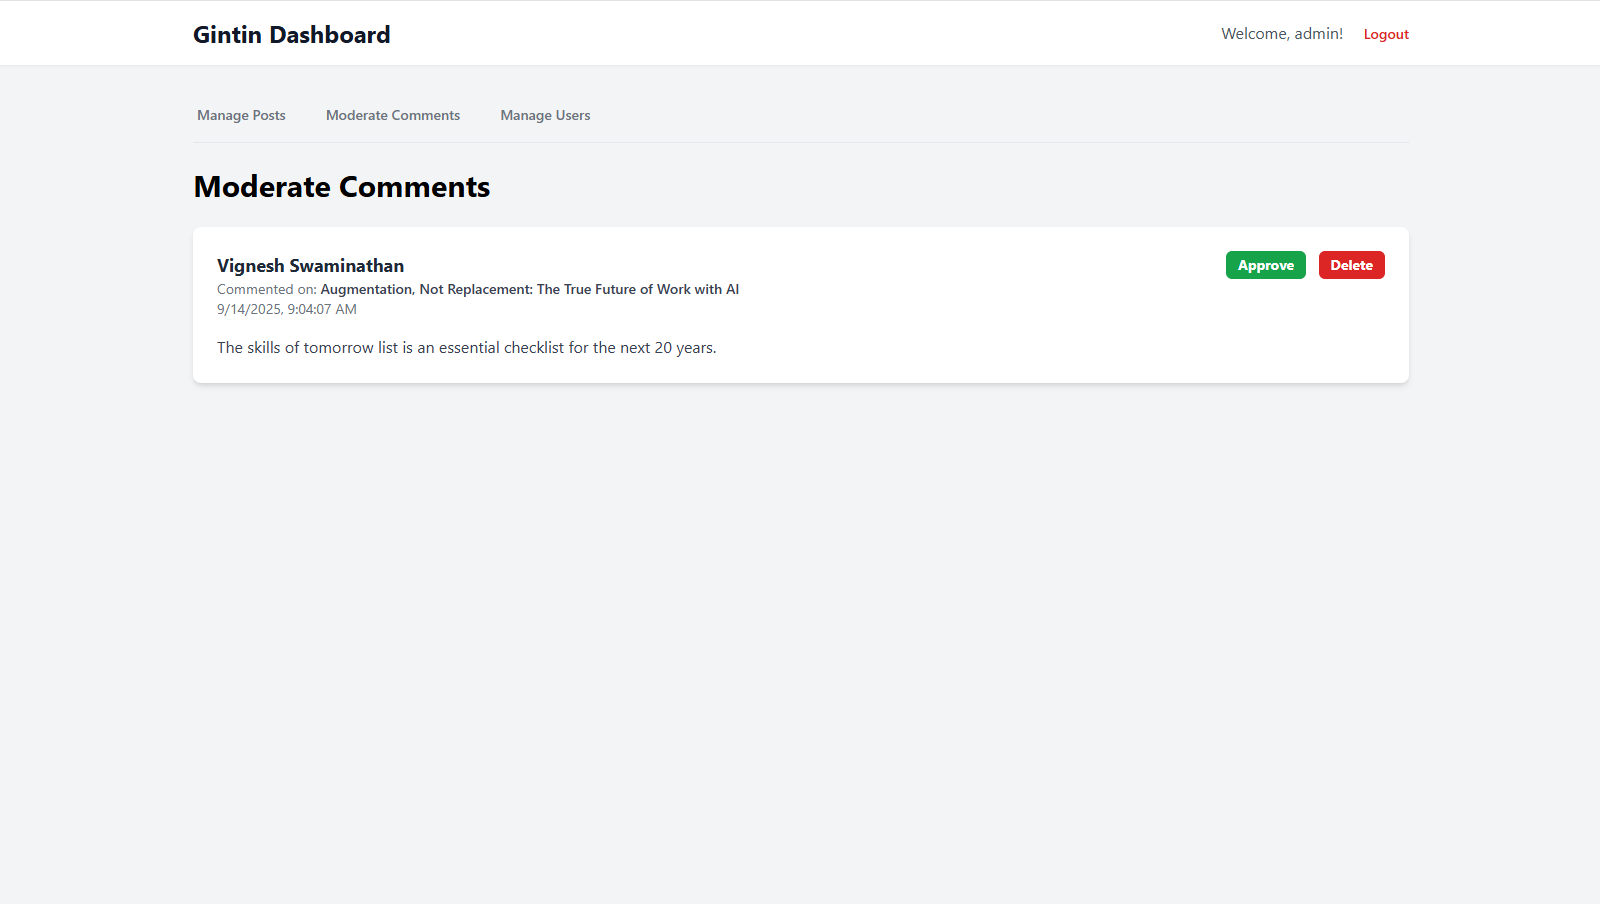 Gintin Dashboard
Welcome, admin! Logout
Manage Posts Moderate Comments Manage Users
Moderate Comments
Vignesh Swaminathan
Approve Delete
Commented on: Augmentation, Not Replacement: The True Future of Work with AI
9/14/2025, 9:04:07 AM
The skills of tomorrow list is an essential checklist for the next 20 years.